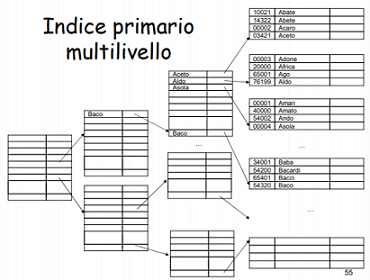 Indice primario
multilivello
10021 Abate
14322 Abete
00002 Acaro
03421 Aceto
00003 Adone
20000 Africa
65001 Ago
76199 Aldo
00001 Amari
40000 Amato
54002 Ando
00004 Asola
...
34001 Baba
54200 Bacardi
65401 Bacci
54320 Baco
...
Aceto
Aldo
Asola
Baco
...
Baco
55